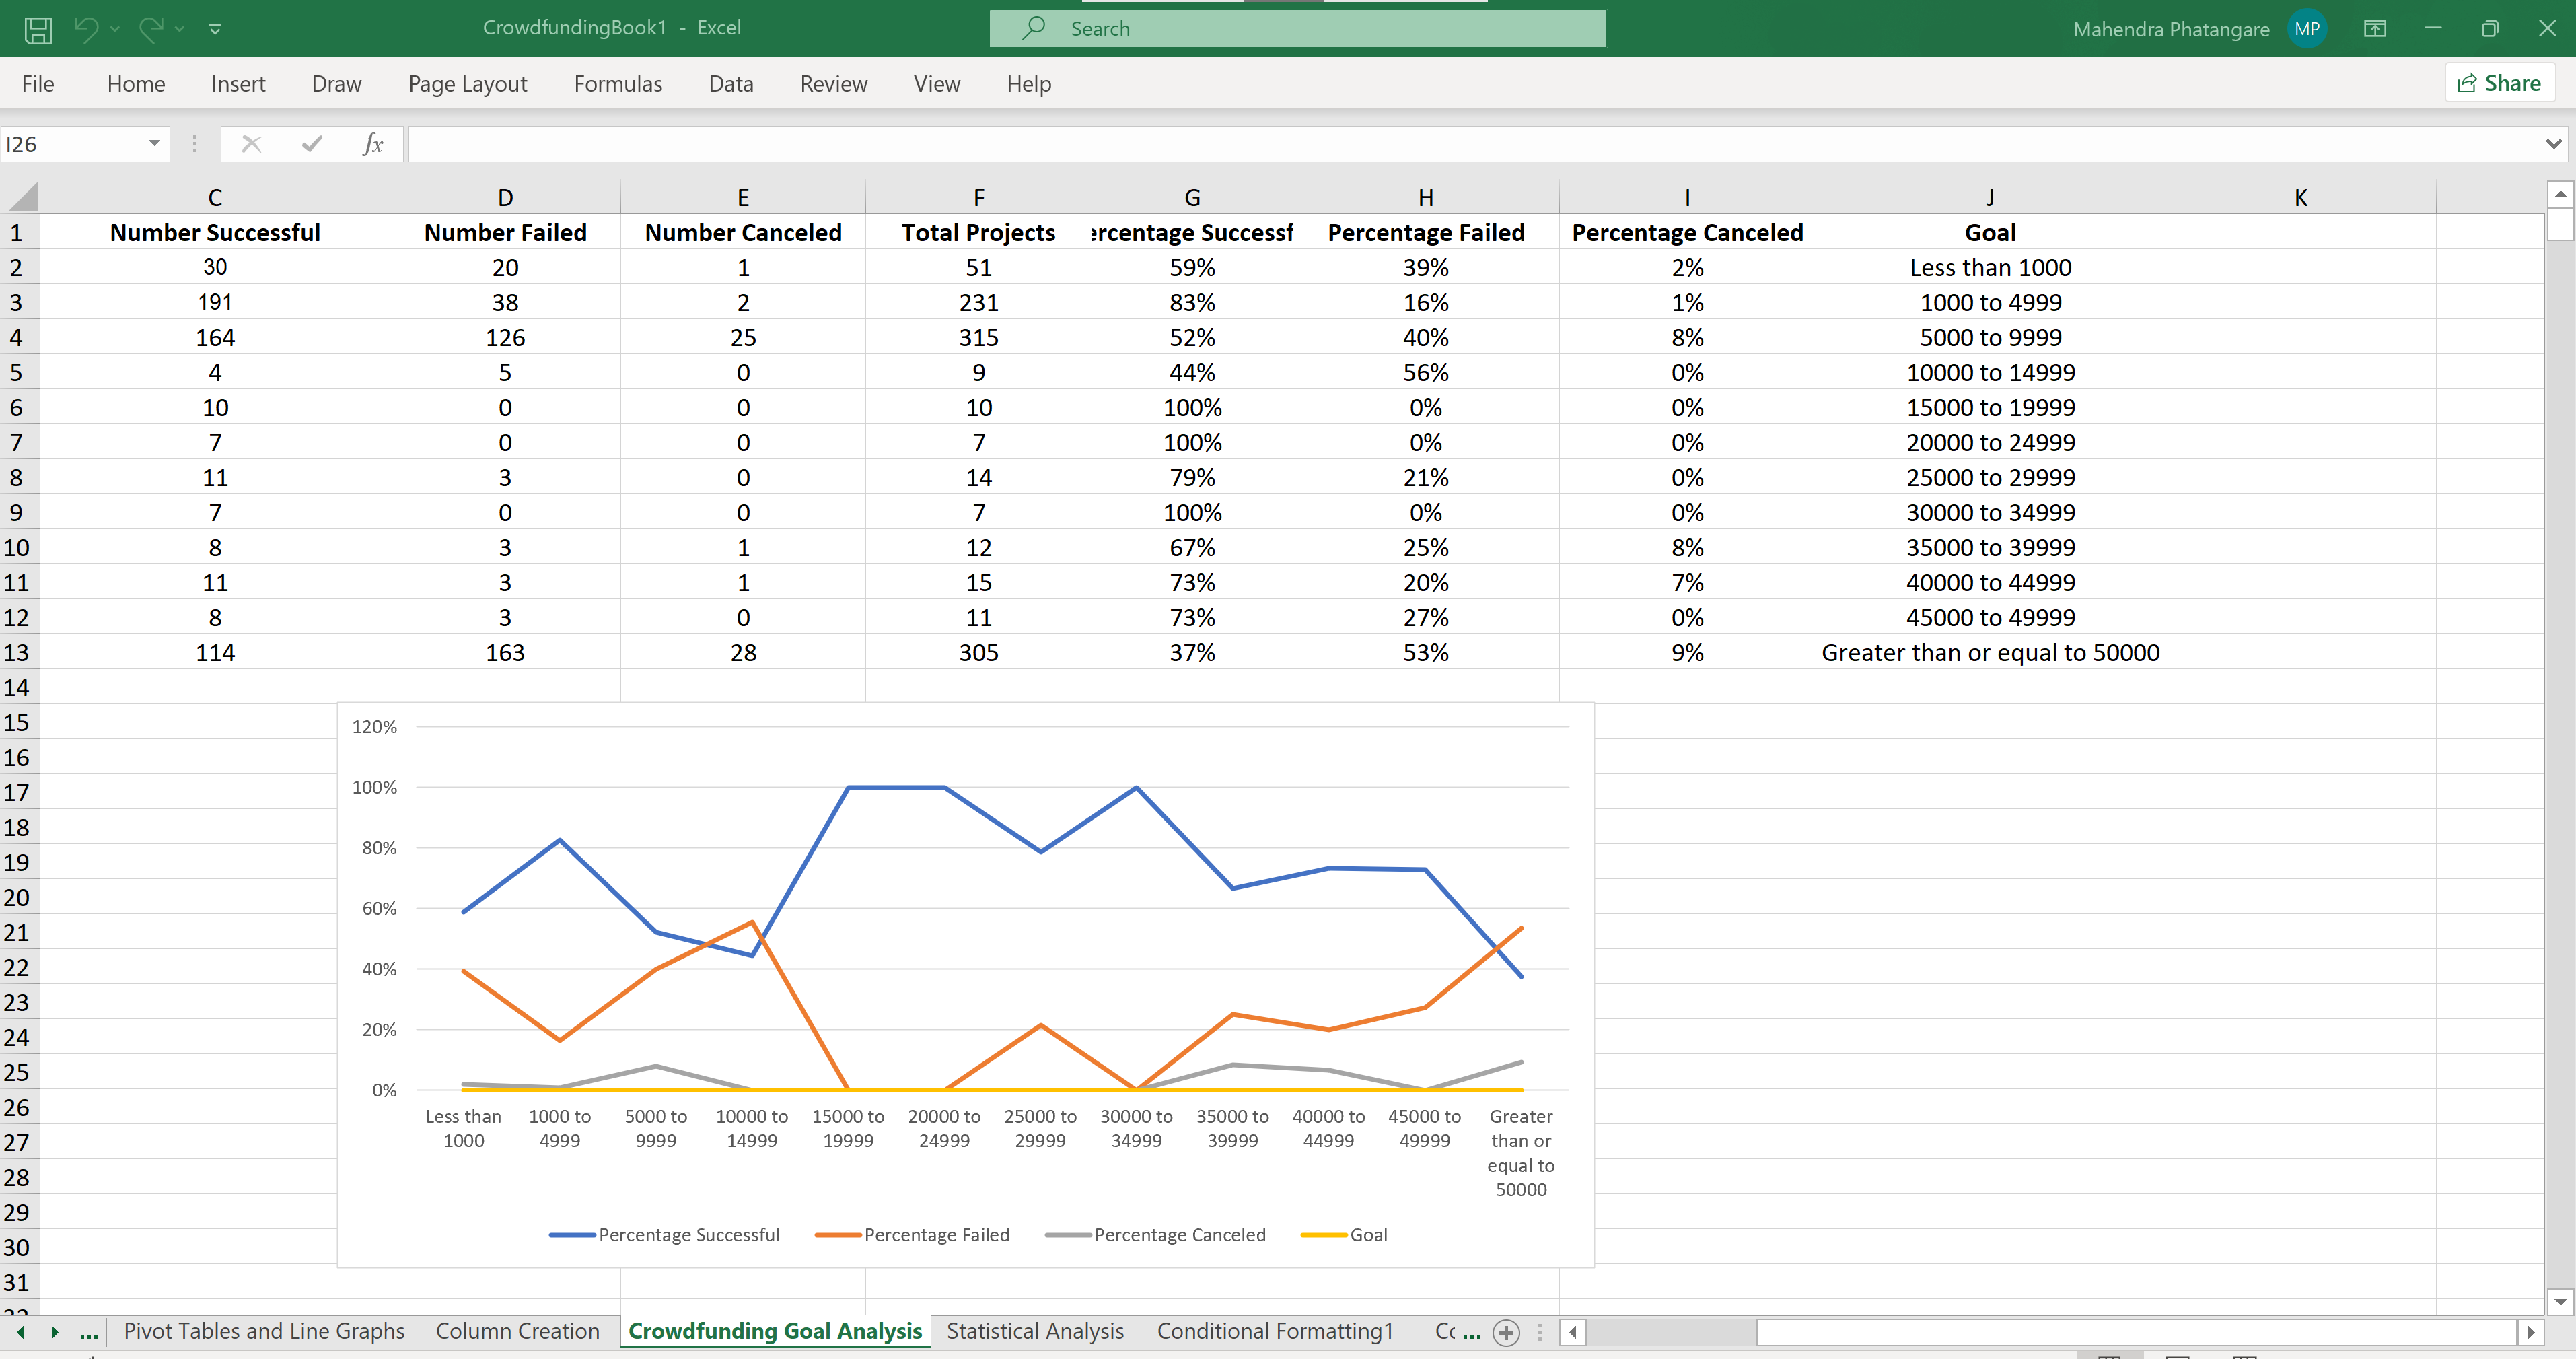 CrowdfundingBook1 - Excel
Search
Mahendra Phatangare MP
File Home Insert Draw Page Layout Formulas Data Review View Help Share
I26 fx
C D E F G H I J K
1 Number Successful Number Failed Number Canceled Total Projects ercentage Successf Percentage Failed Percentage Canceled Goal
2 30 20 1 51 59% 39% 2% Less than 1000
3 191 38 2 231 83% 16% 1% 1000 to 4999
4 164 126 25 315 52% 40% 8% 5000 to 9999
5 4 5 0 9 44% 56% 0% 10000 to 14999
6 10 0 0 10 100% 0% 0% 15000 to 19999
7 7 0 0 7 100% 0% 0% 20000 to 24999
8 11 3 0 14 79% 21% 0% 25000 to 29999
9 7 0 0 7 100% 0% 0% 30000 to 34999
10 8 3 1 12 67% 25% 8% 35000 to 39999
11 11 3 1 15 73% 20% 7% 40000 to 44999
12 8 3 0 11 73% 27% 0% 45000 to 49999
13 114 163 28 305 37% 53% 9% Greater than or equal to 50000
14
15
16
17
18
19
20
21
22
23
24
25
26
27
28
29
30
31
120%
100%
80%
60%
40%
20%
0%
Less than 1000 to 5000 to 10000 to 15000 to 20000 to 25000 to 30000 to 35000 to 40000 to 45000 to Greater
1000 4999 9999 14999 19999 24999 29999 34999 39999 44999 49999 than or
equal to
50000
Percentage Successful Percentage Failed Percentage Canceled Goal
... Pivot Tables and Line Graphs Column Creation Crowdfunding Goal Analysis Statistical Analysis Conditional Formatting1 Cc ...